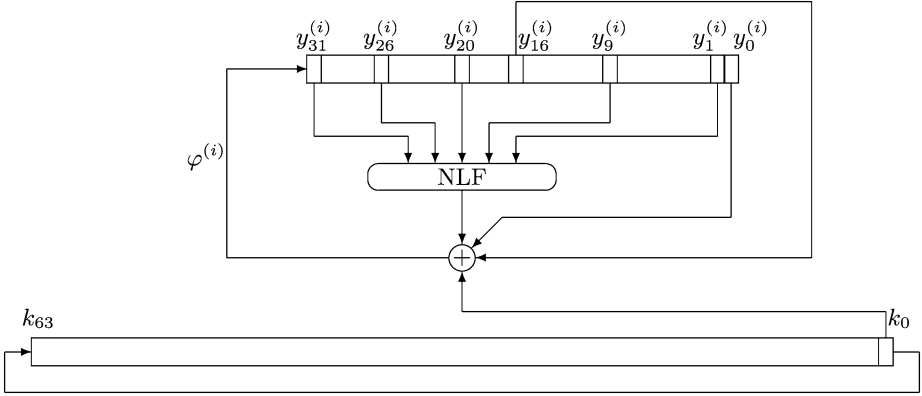 y_{31}^{(i)} y_{26}^{(i)} y_{20}^{(i)} y_{16}^{(i)} y_9^{(i)} y_1^{(i)} y_0^{(i)}
φ^{(i)}
NLF
+
k_{63} k_0